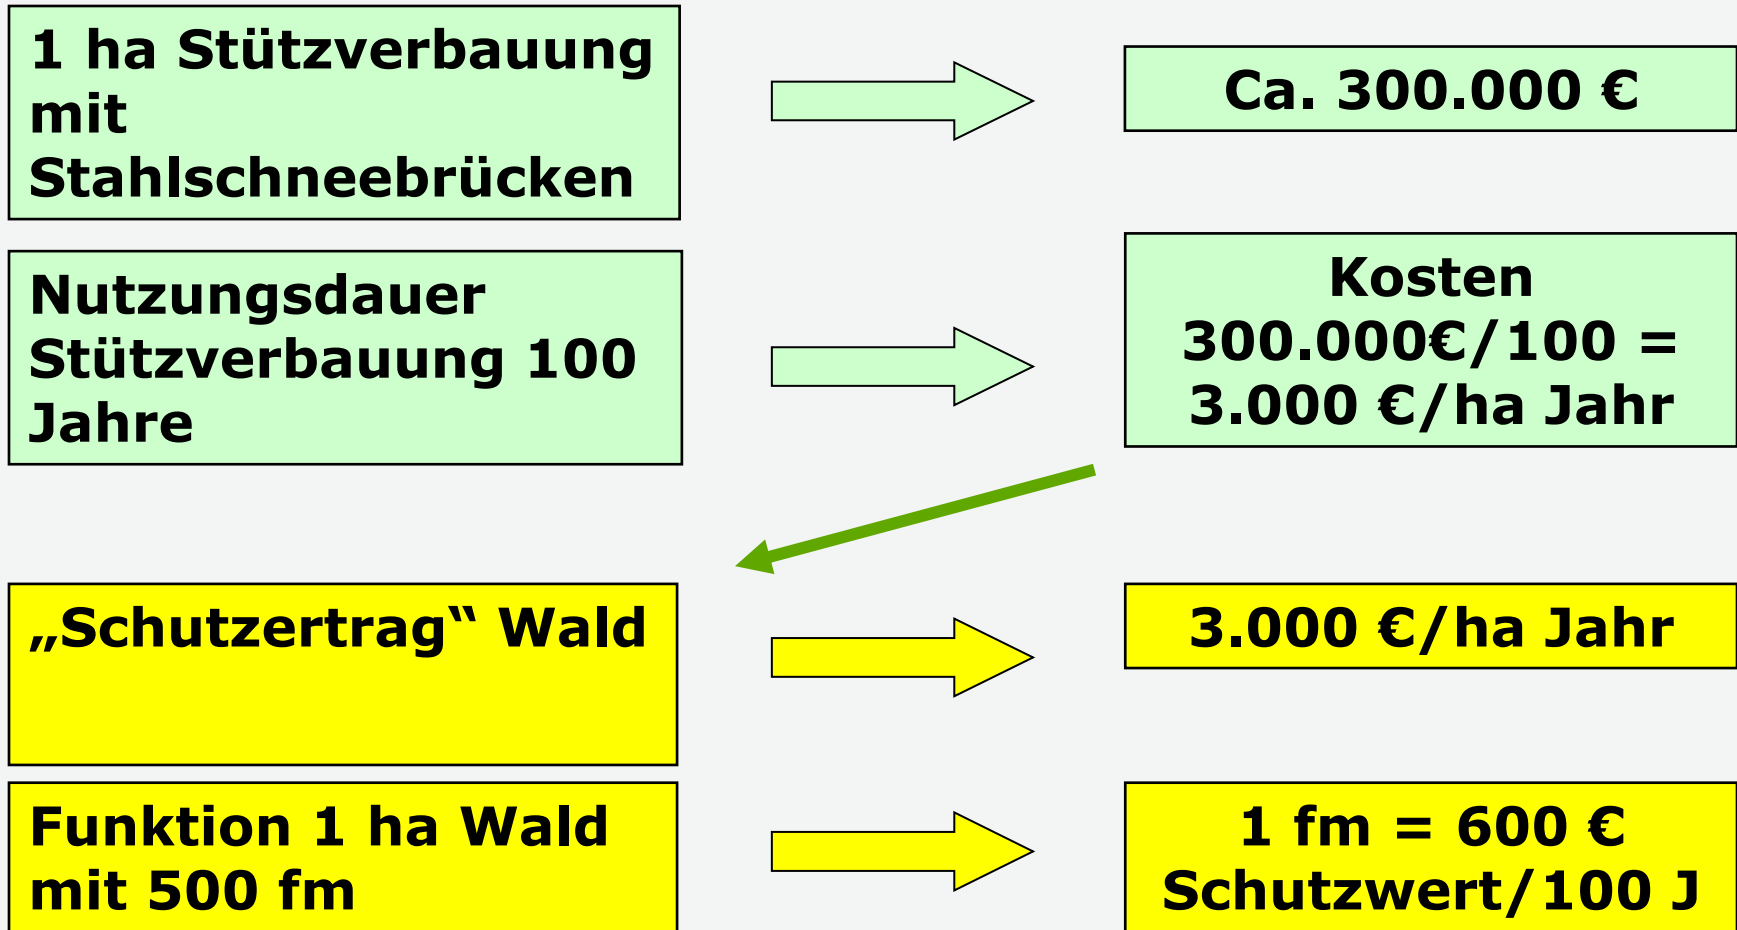 1 ha Stützverbauung
mit
Stahlschneebrücken
Ca. 300.000 €
Nutzungsdauer
Stützverbauung 100
Jahre
Kosten
300.000€/100 =
3.000 €/ha Jahr
„Schutzertrag“ Wald
3.000 €/ha Jahr
Funktion 1 ha Wald
mit 500 fm
1 fm = 600 €
Schutzwert/100 J